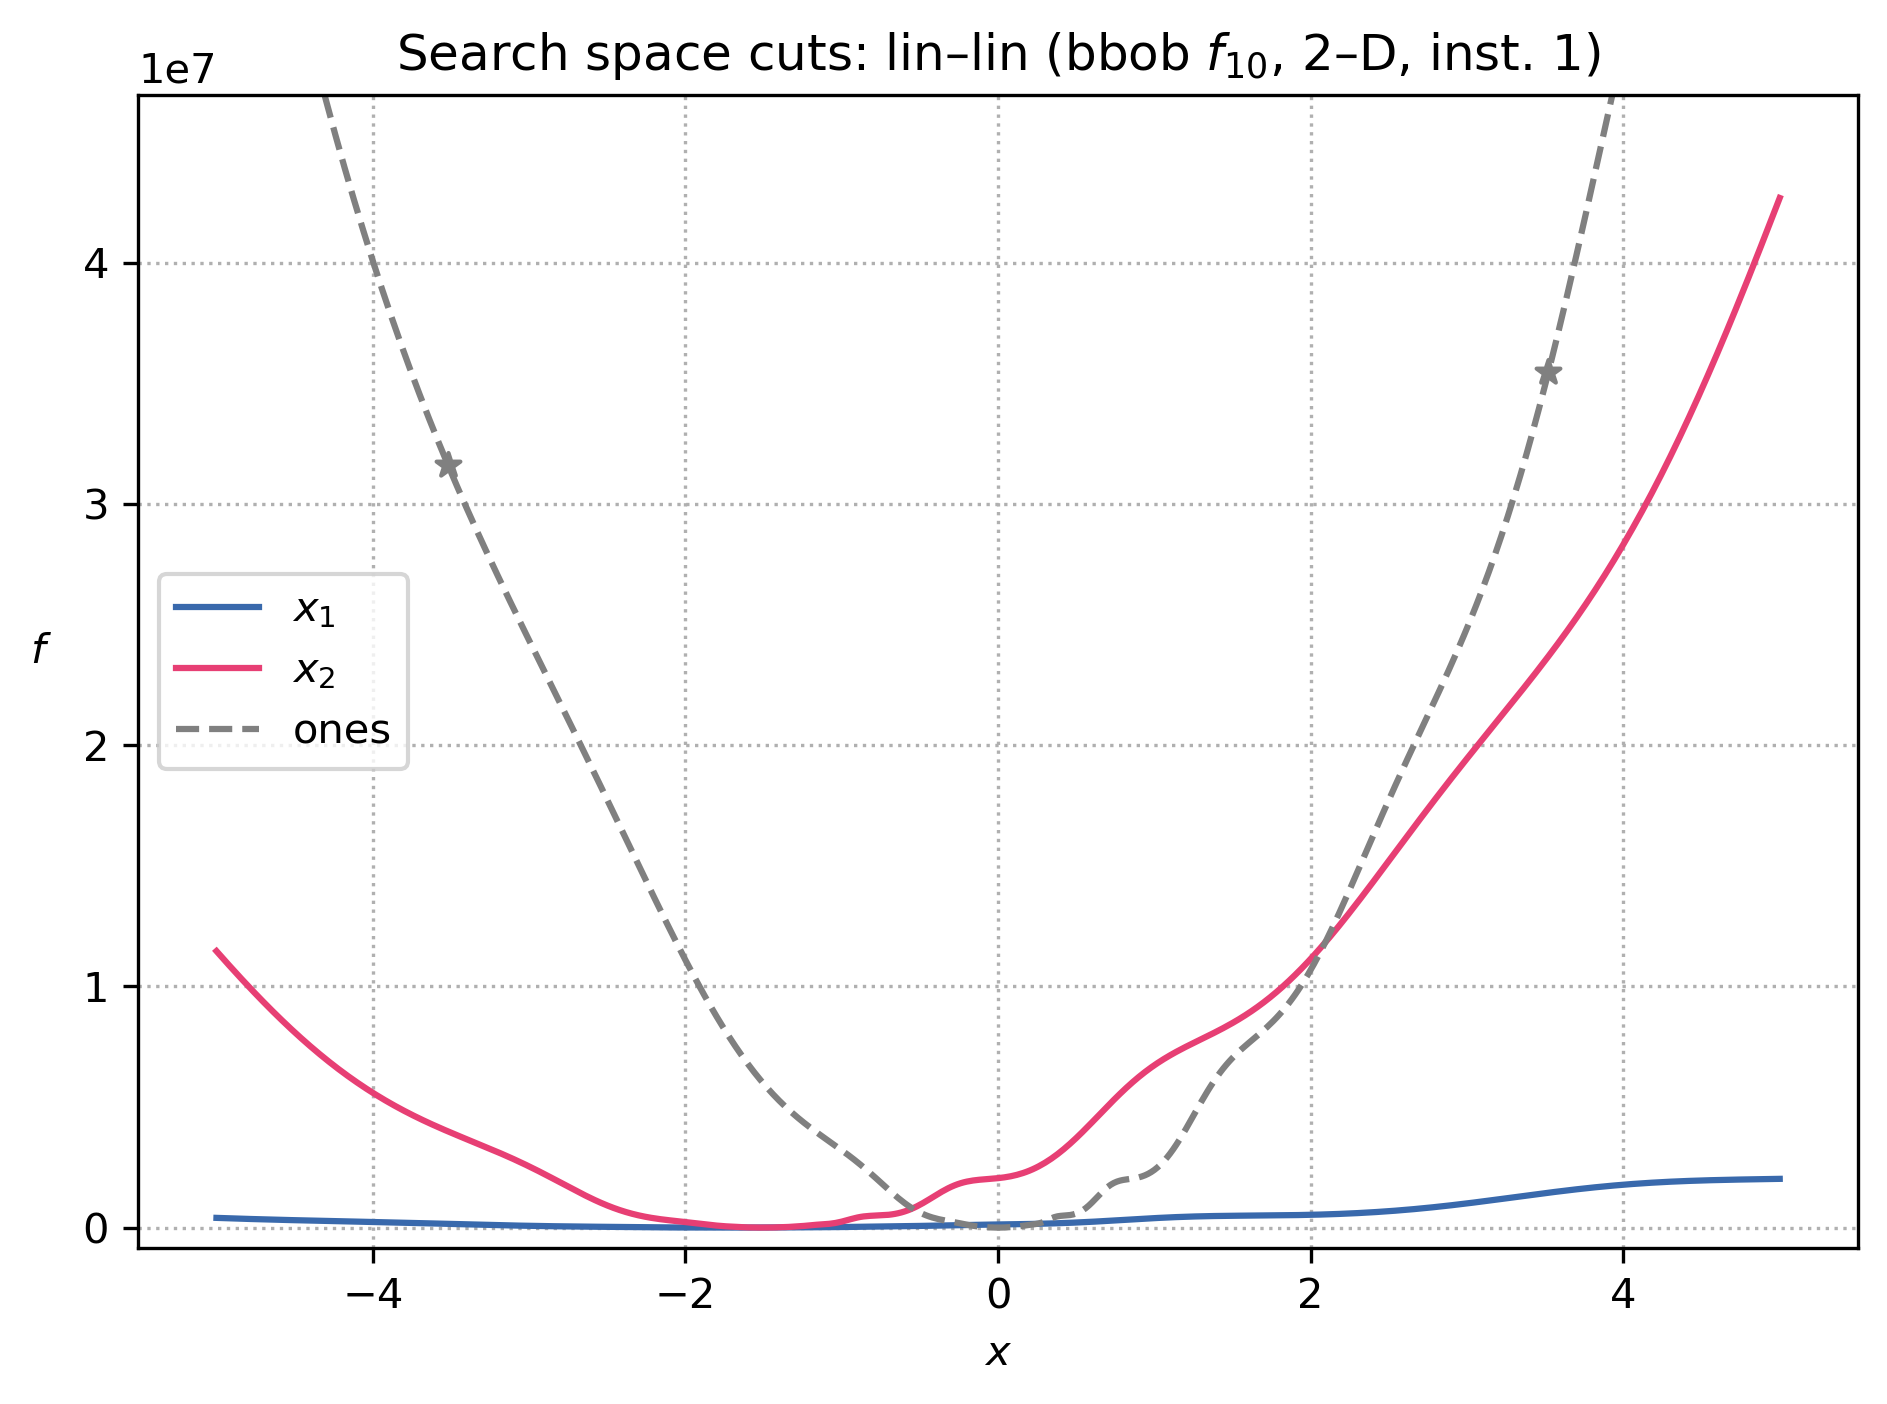 Search space cuts: lin–lin (bbob f10, 2–D, inst. 1)
1e7
4
3
2
1
0
f
x1
x2
ones
−4
−2
0
2
4
x